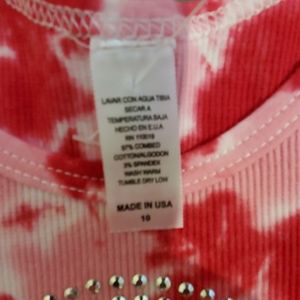 LAVAR CON AGUA TIBIA
SECAR A
TEMPERATURA BAJA
HECHO EN E.U.A
RN 110019
97% COMBED
COTTON/ALGODON
3% SPANDEX
WASH WARM
TUMBLE DRY LOW
MADE IN USA
10